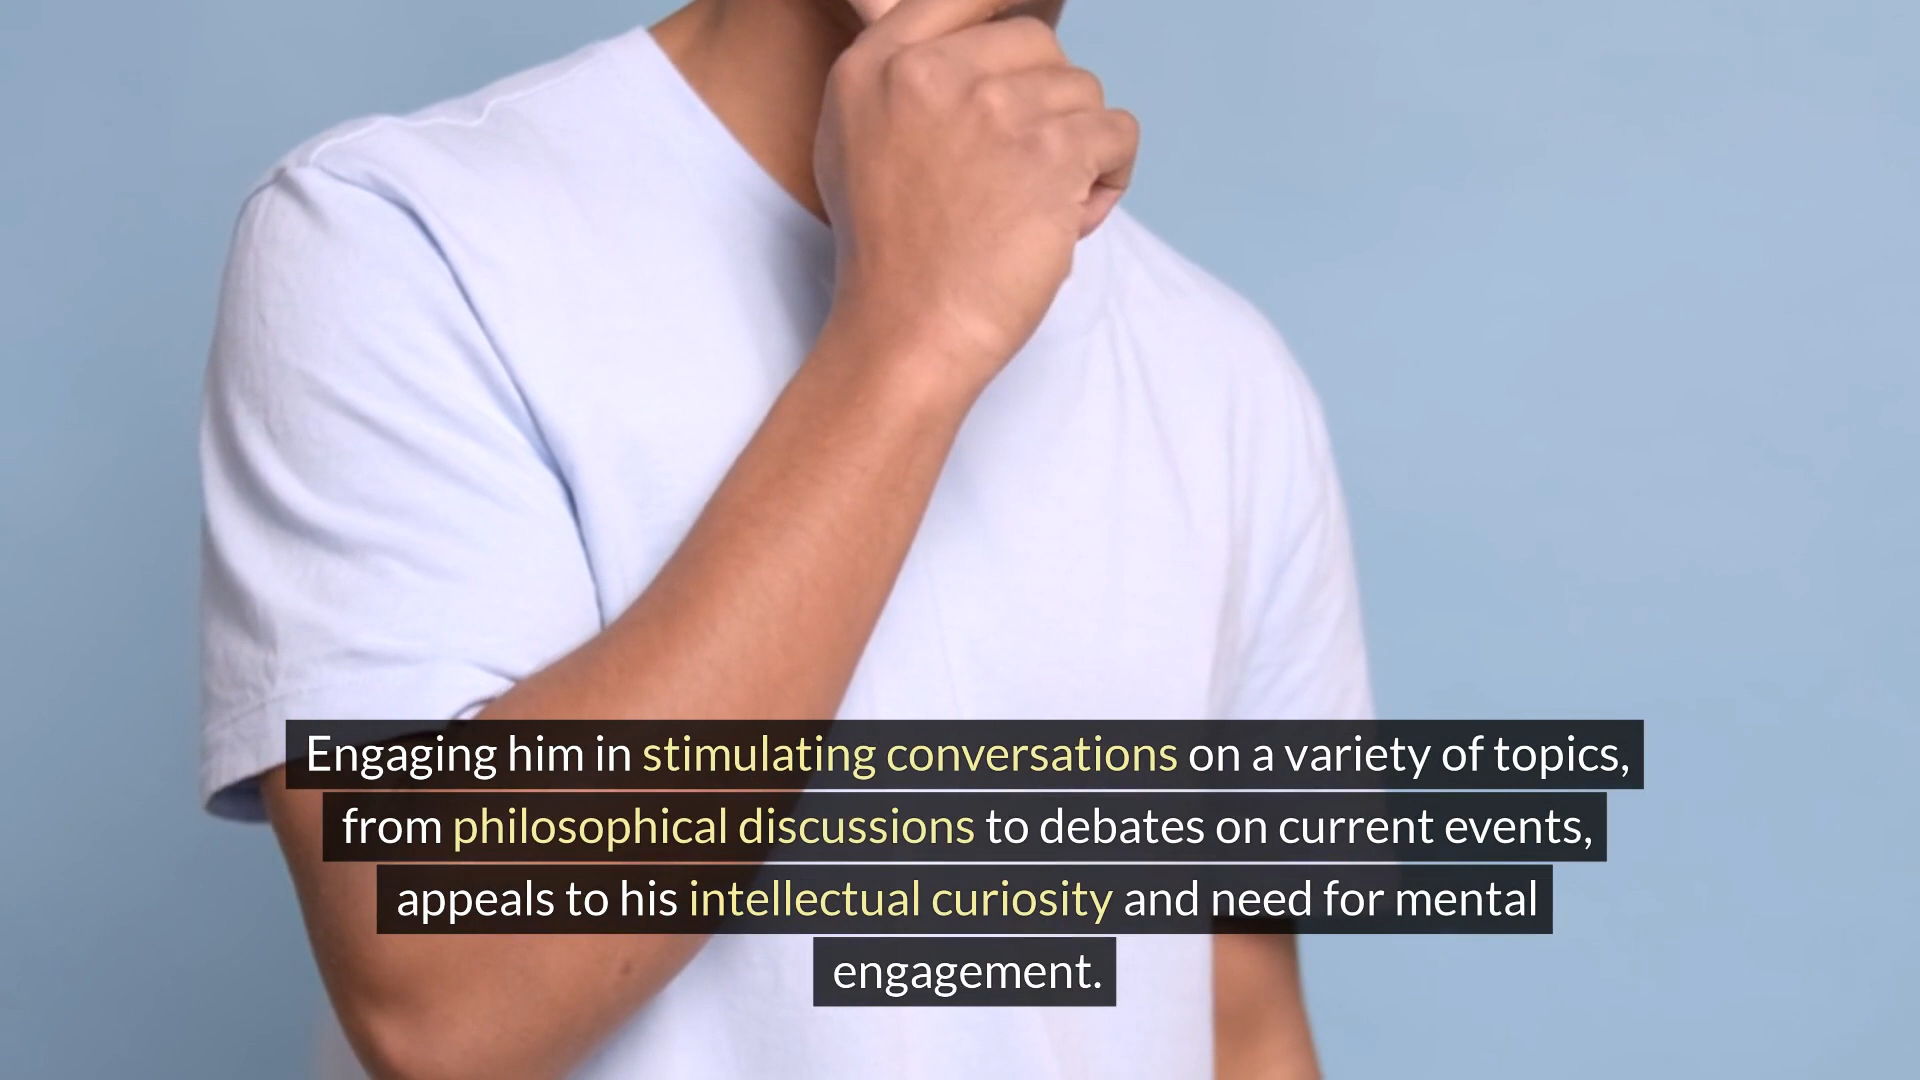 Engaging him in stimulating conversations on a variety of topics,
from philosophical discussions to debates on current events,
appeals to his intellectual curiosity and need for mental
engagement.